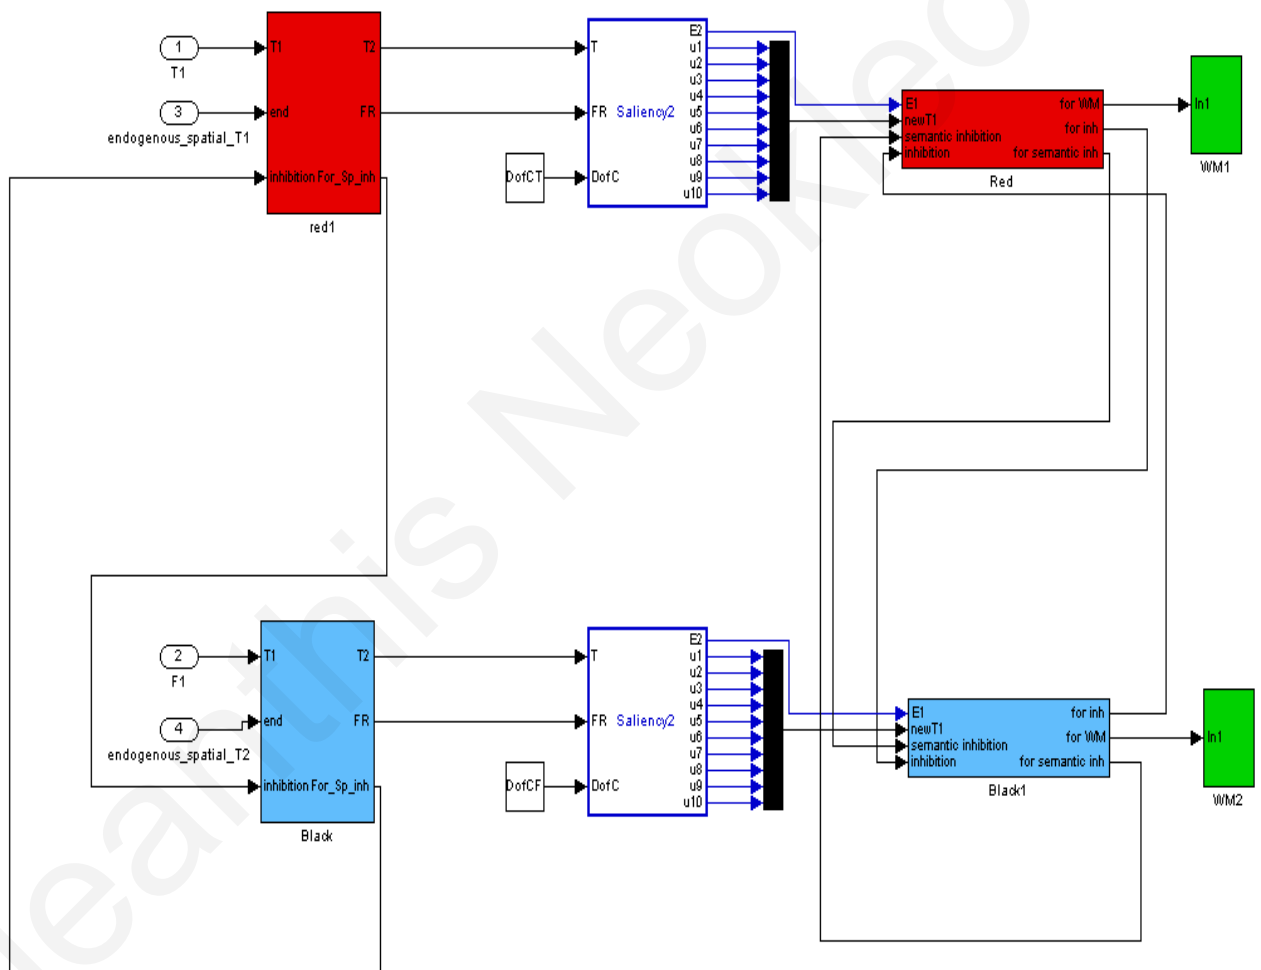 1
T1
3
endogenous_spatial_T1
T1
T2
end
FR
inhibition For_Sp_inh
red1
DofCT
T
FR
DofC
Saliency2
E2
u1
u2
u3
u4
u5
u6
u7
u8
u9
u10
E1
newT1
semantic inhibition
inhibition
for WM
for inh
for semantic inh
Red
In1
WM1
2
F1
4
endogenous_spatial_T2
T1
T2
end
FR
inhibition For_Sp_inh
Black
DofCF
T
FR
DofC
Saliency2
E2
u1
u2
u3
u4
u5
u6
u7
u8
u9
u10
E1
newT1
semantic inhibition
inhibition
for inh
for WM
for semantic inh
Black1
In1
WM2
leanthis Neokleo